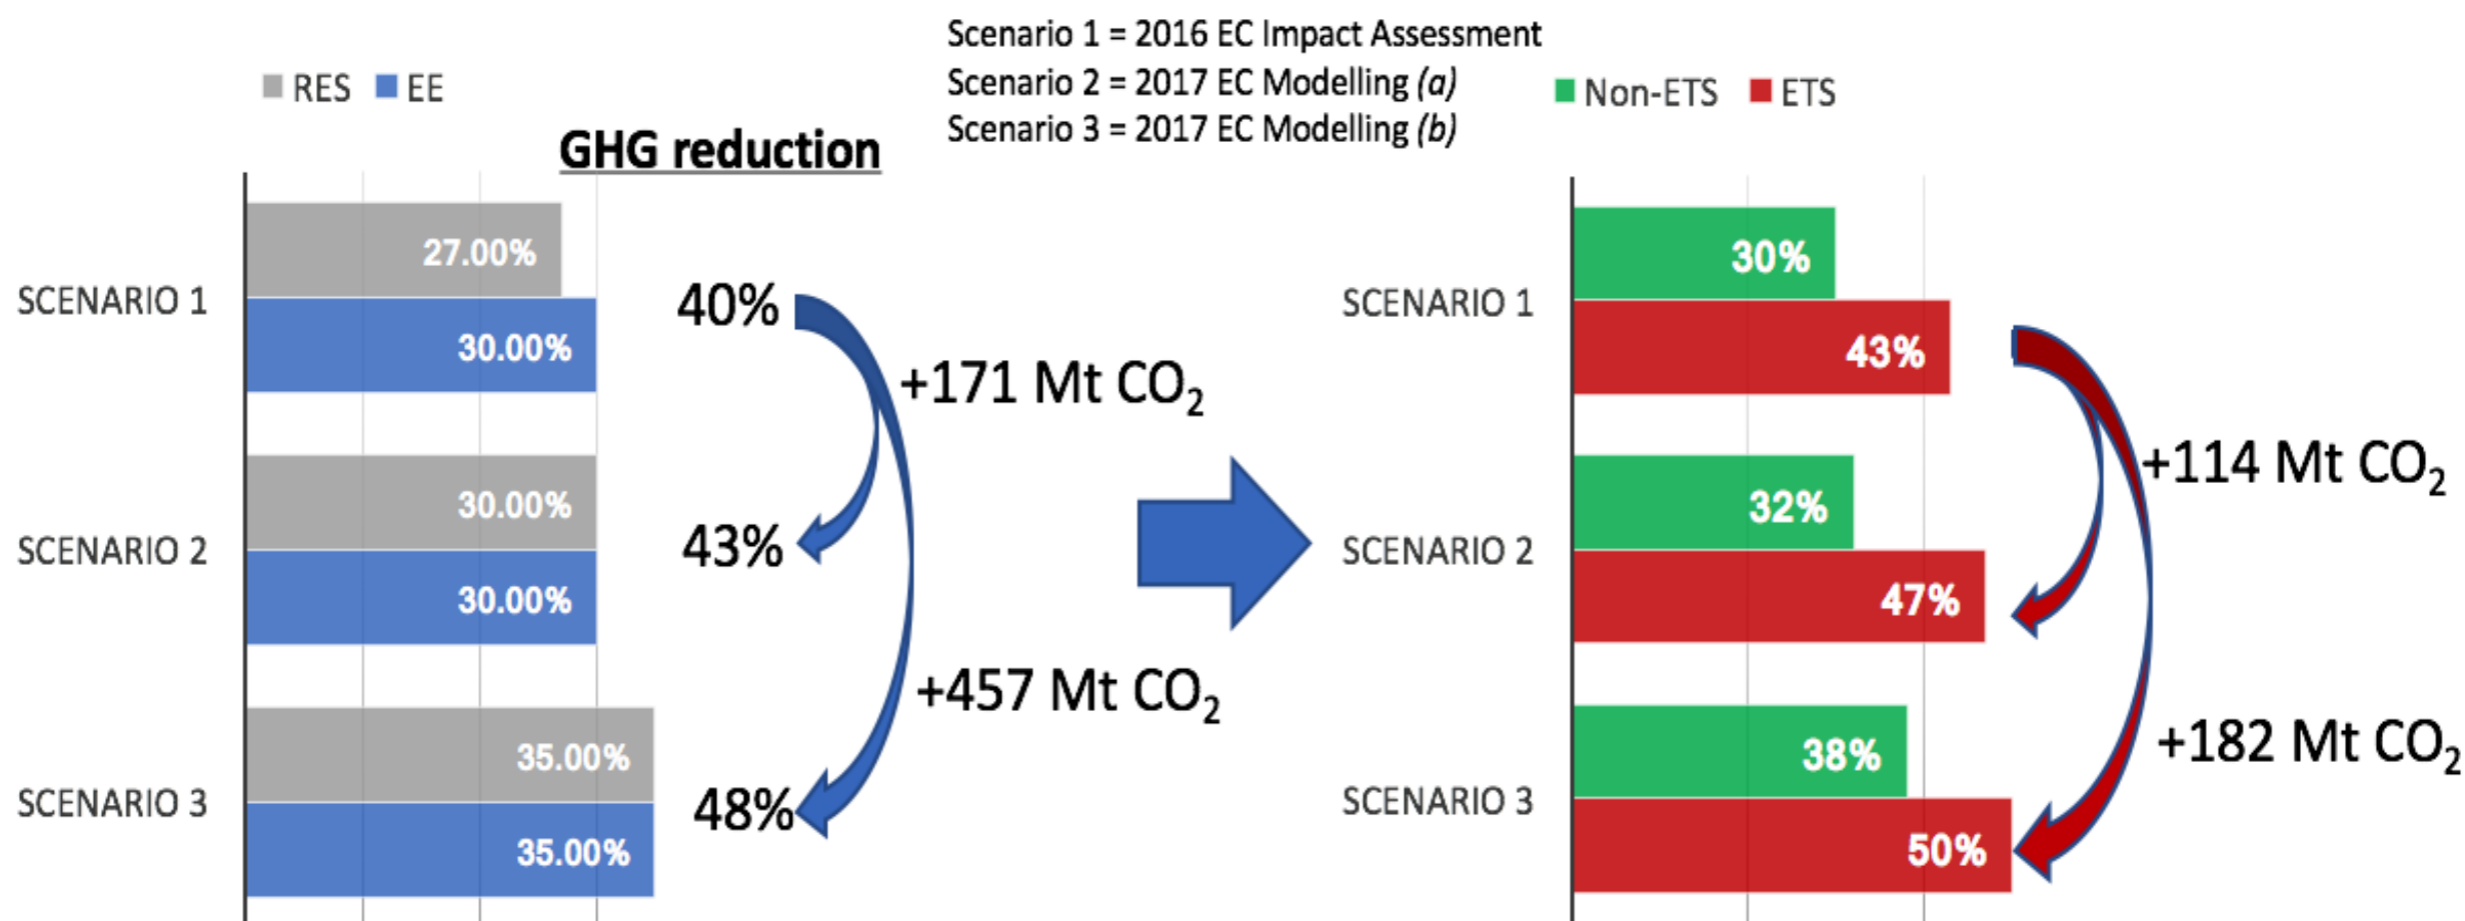 Scenario 1 = 2016 EC Impact Assessment
Scenario 2 = 2017 EC Modelling (a)
Scenario 3 = 2017 EC Modelling (b)
RES EE
GHG reduction
SCENARIO 1
27.00%
30.00%
40%
+171 Mt CO₂
SCENARIO 2
30.00%
30.00%
43%
+457 Mt CO₂
SCENARIO 3
35.00%
35.00%
48%
Non-ETS ETS
SCENARIO 1
30%
43%
+114 Mt CO₂
SCENARIO 2
32%
47%
+182 Mt CO₂
SCENARIO 3
38%
50%